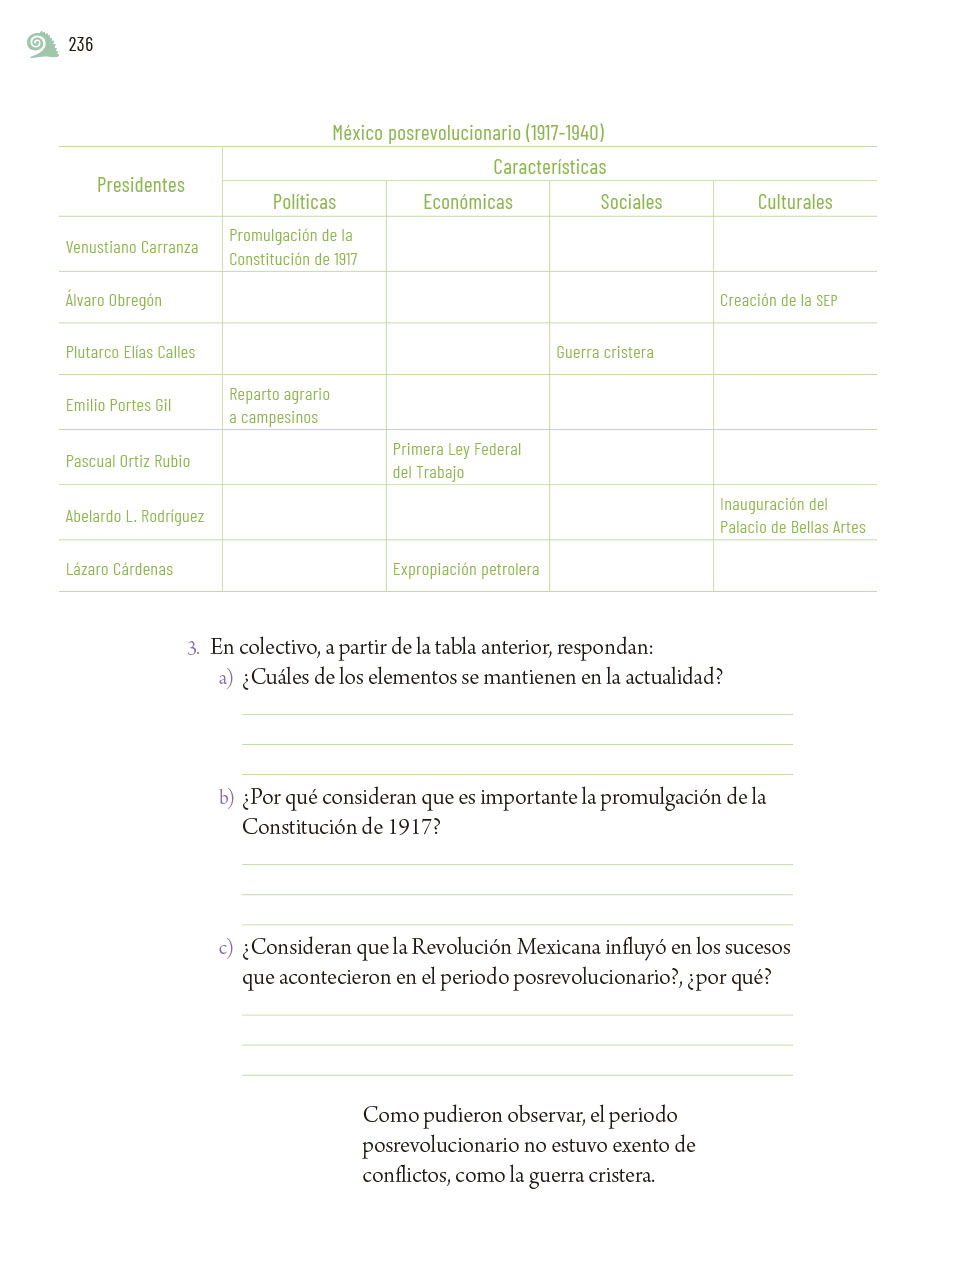 236
México posrevolucionario (1917-1940)
Presidentes
Características
Políticas
Económicas
Sociales
Culturales
Venustiano Carranza
Promulgación de la
Constitución de 1917
Álvaro Obregón
Creación de la SEP
Plutarco Elías Calles
Guerra cristera
Emilio Portes Gil
Reparto agrario
a campesinos
Pascual Ortiz Rubio
Primera Ley Federal
del Trabajo
Abelardo L. Rodríguez
Inauguración del
Palacio de Bellas Artes
Lázaro Cárdenas
Expropiación petrolera
3. En colectivo, a partir de la tabla anterior, respondan:
a) ¿Cuáles de los elementos se mantienen en la actualidad?
b) ¿Por qué consideran que es importante la promulgación de la
Constitución de 1917?
c) ¿Consideran que la Revolución Mexicana influyó en los sucesos
que acontecieron en el periodo posrevolucionario?, ¿por qué?
Como pudieron observar, el periodo
posrevolucionario no estuvo exento de
conflictos, como la guerra cristera.